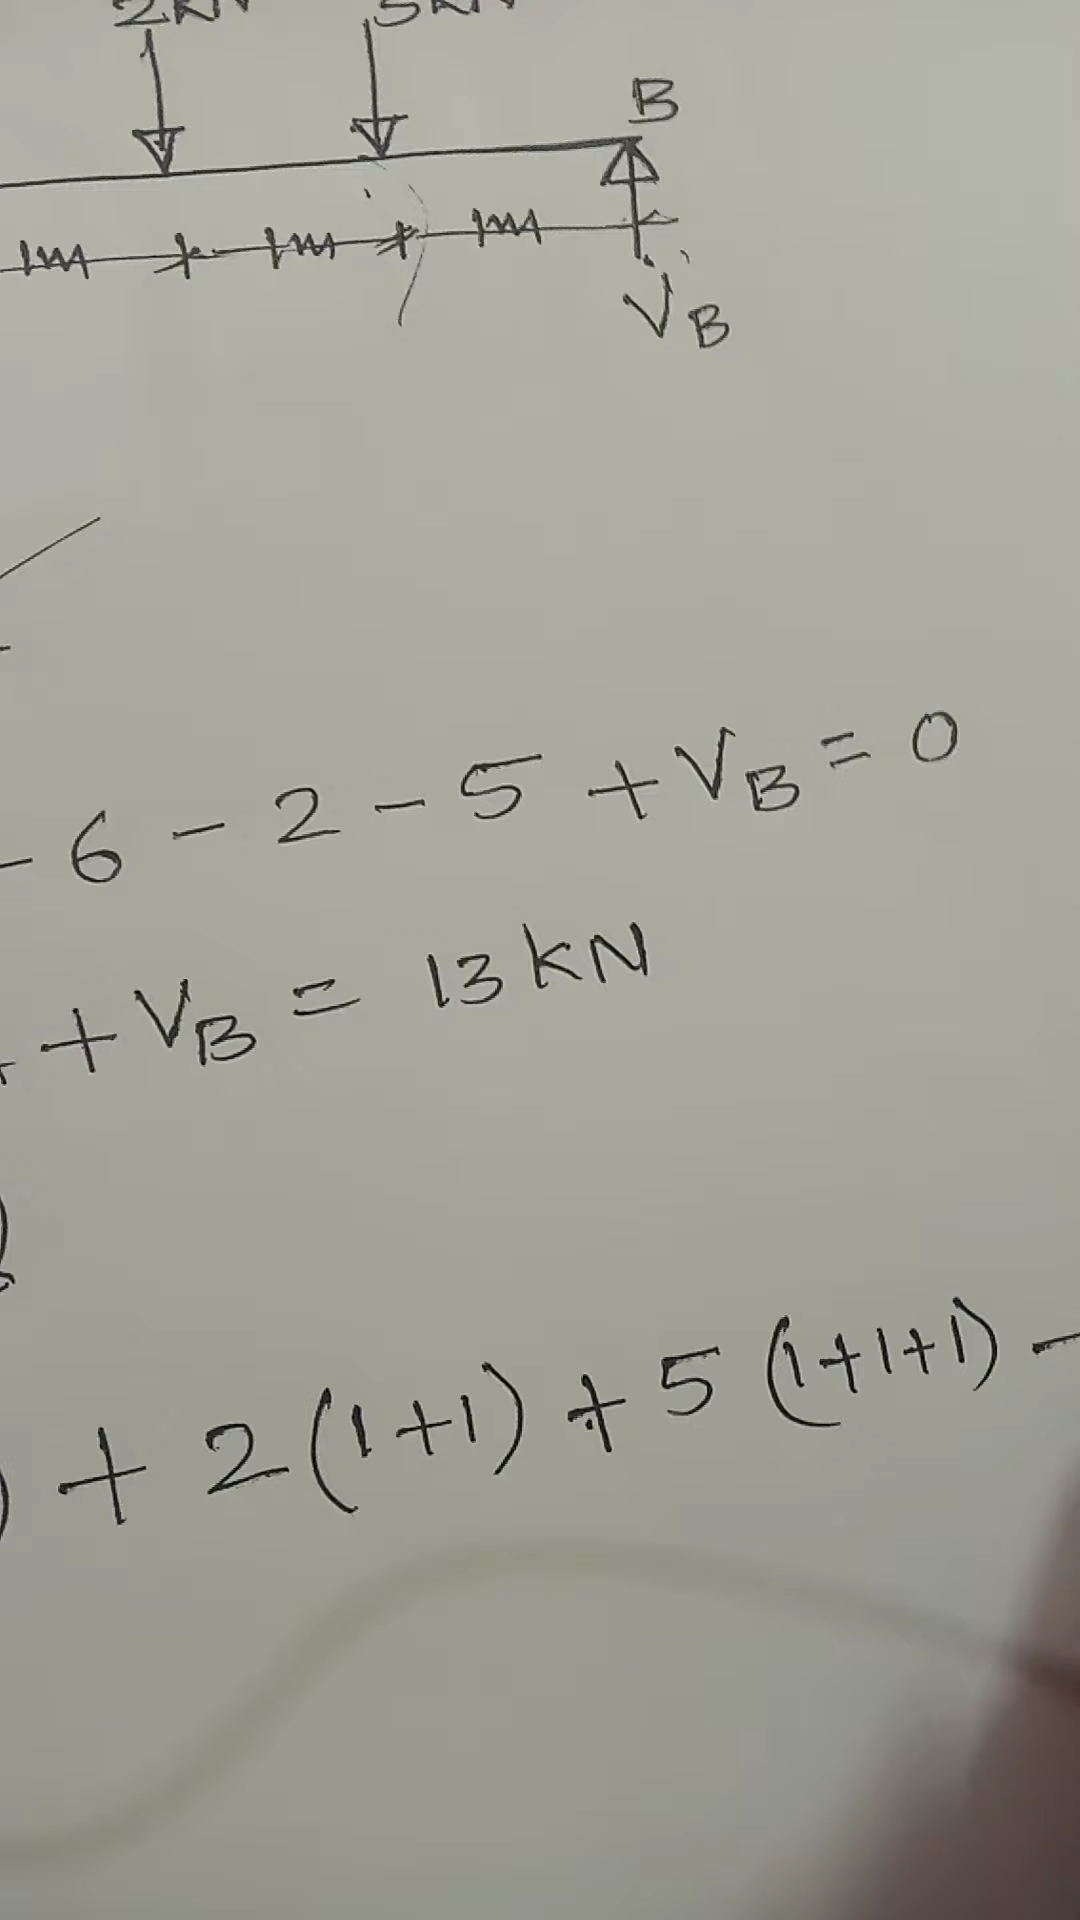 2kN 5kN
B
1M 1M 1M
VB
- 6 - 2 - 5 + VB = 0
+ VB = 13 kN
) + 2 (1+1) + 5 (1+1+1) -